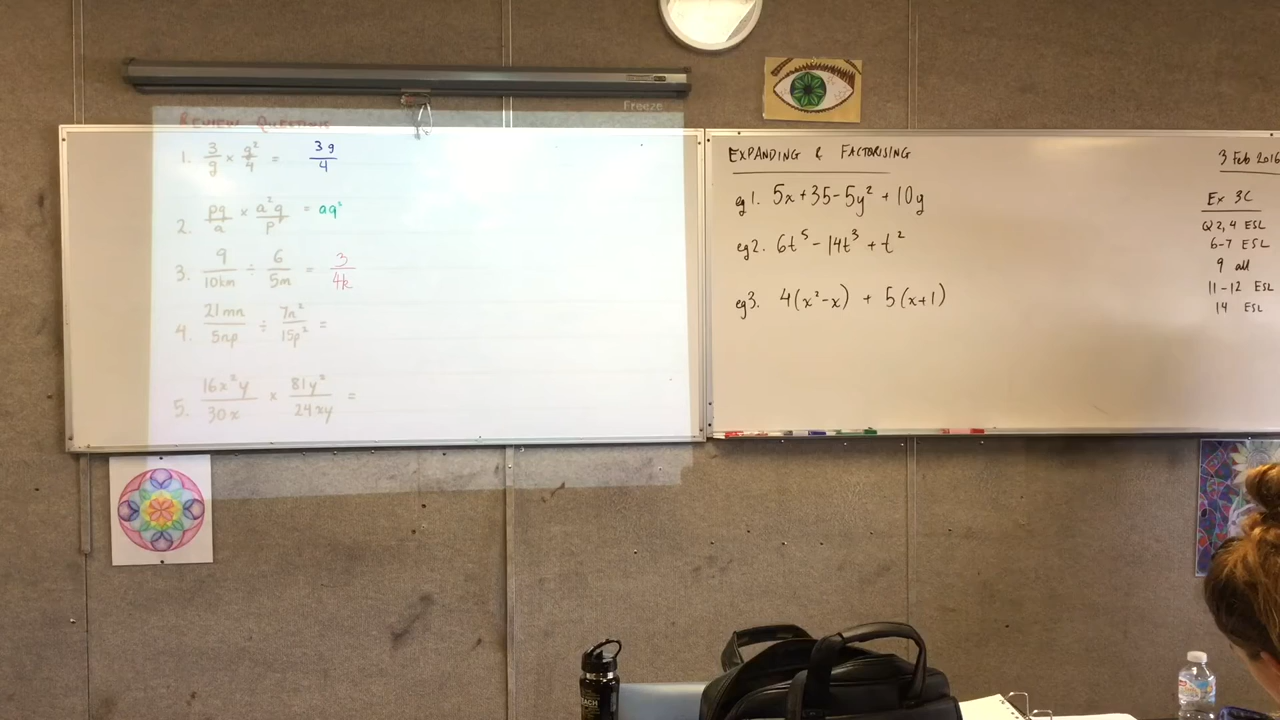 Freeze
REVIEW QUESTIONS
1. 3/g × g²/4 = 3g/4
2. pq/a × a²q/p = aq²
3. 9/10km ÷ 6/5m = 3/4k
4. 21mn/5np ÷ 7n²/15p² =
5. 16x²y/30x × 81y²/24xy =
EXPANDING & FACTORISING
eg1. 5x+35-5y²+10y
eg2. 6t⁵-14t³+t²
eg3. 4(x²-x) + 5(x+1)
3 Feb 2016
Ex 3C
Q2,4 ESL
6-7 ESL
9 all
11-12 ESL
14 ESL